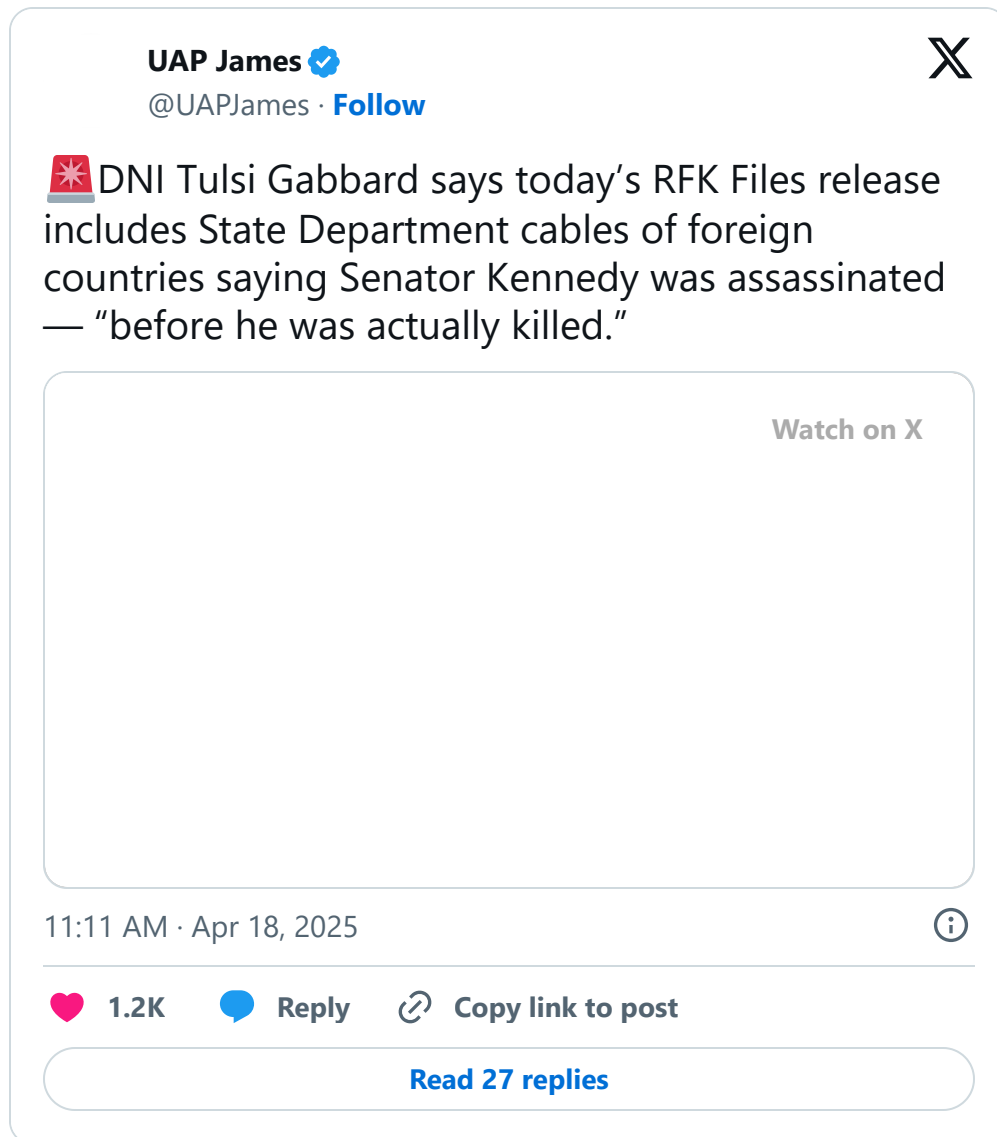 UAP James
@UAPJames · Follow
🚨DNI Tulsi Gabbard says today’s RFK Files release
includes State Department cables of foreign
countries saying Senator Kennedy was assassinated
— “before he was actually killed.”
Watch on X
11:11 AM · Apr 18, 2025
1.2K Reply Copy link to post
Read 27 replies